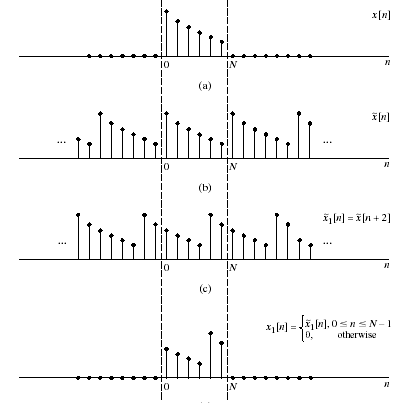 x[n]
0 N n
(a)
... x̃[n] ...
0 N n
(b)
x̃₁[n] = x̃[n + 2]
... ...
0 N n
(c)
x₁[n] = { x̃₁[n], 0 ≤ n ≤ N – 1
0, otherwise
0 N n